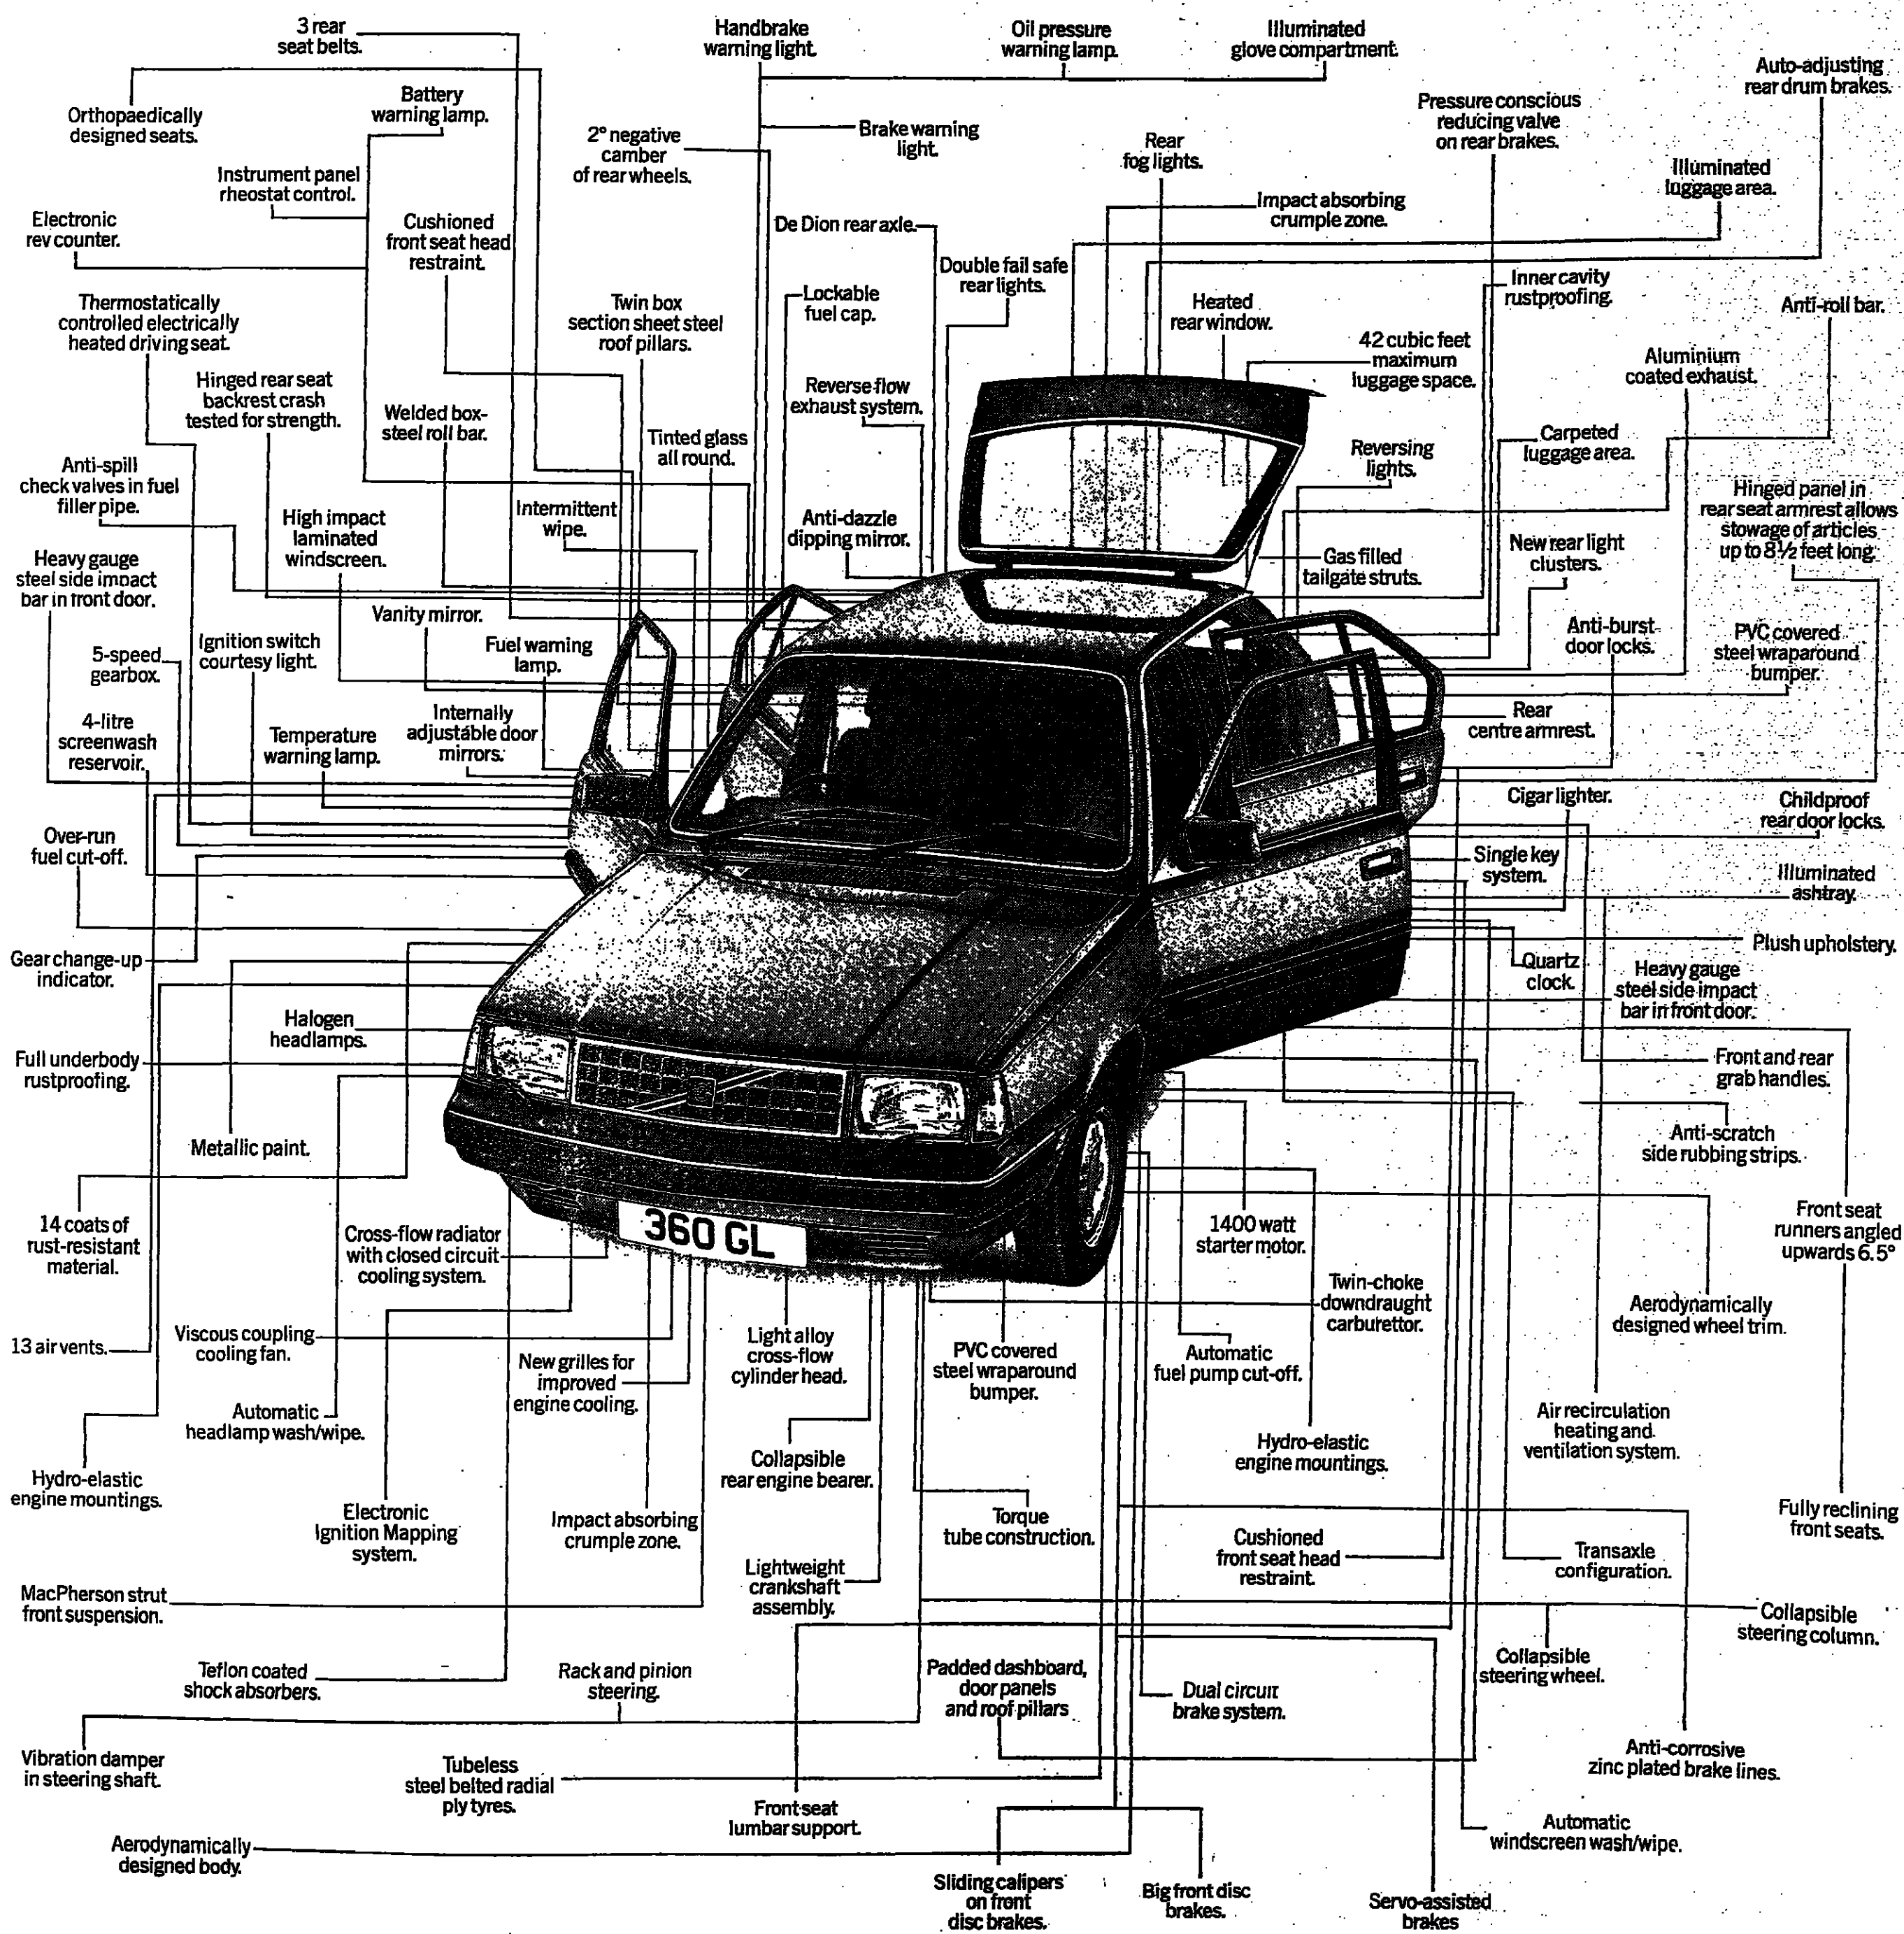 3 rear
seat belts.
Handbrake
warning light.
Oil pressure
warning lamp.
Illuminated
glove compartment.
Auto-adjusting
rear drum brakes.
Orthopaedically
designed seats.
Battery
warning lamp.
2° negative
camber
of rear wheels.
Brake warning
light.
Rear
fog lights.
Pressure conscious
reducing valve
on rear brakes.
Illuminated
luggage area.
Instrument panel
rheostat control.
Electronic
rev counter.
Cushioned
front seat head
restraint.
De Dion rear axle.
Impact absorbing
crumple zone.
Double fail safe
rear lights.
Inner cavity
rustproofing.
Thermostatically
controlled electrically
heated driving seat.
Twin box
section sheet steel
roof pillars.
Lockable
fuel cap.
Heated
rear window.
Anti-roll bar.
42 cubic feet
maximum
luggage space.
Aluminium
coated exhaust.
Hinged rear seat
backrest crash
tested for strength.
Welded box-
steel roll bar.
Reverse flow
exhaust system.
Tinted glass
all round.
Reversing
lights.
Carpeted
luggage area.
Anti-spill
check valves in fuel
filler pipe.
High impact
laminated
windscreen.
Intermittent
wipe.
Anti-dazzle
dipping mirror.
Hinged panel in
rear seat armrest allows
stowage of articles
up to 8½ feet long.
Heavy gauge
steel side impact
bar in front door.
Gas filled
tailgate struts.
New rear light
clusters.
Vanity mirror.
Ignition switch
courtesy light.
5-speed
gearbox.
Fuel warning
lamp.
Anti-burst
door locks.
PVC covered
steel wraparound
bumper.
4-litre
screenwash
reservoir.
Temperature
warning lamp.
Internally
adjustable door
mirrors.
Rear
centre armrest.
Cigar lighter.
Childproof
rear door locks.
Over-run
fuel cut-off.
Single key
system.
Illuminated
ashtray.
Gear change-up
indicator.
Plush upholstery.
Quartz
clock.
Heavy gauge
steel side impact
bar in front door.
Halogen
headlamps.
Full underbody
rustproofing.
Front and rear
grab handles.
Metallic paint.
Anti-scratch
side rubbing strips.
14 coats of
rust-resistant
material.
Cross-flow radiator
with closed circuit
cooling system.
360 GL
1400 watt
starter motor.
Front seat
runners angled
upwards 6.5°
Twin-choke
downdraught
carburettor.
Aerodynamically
designed wheel trim.
13 air vents.
Viscous coupling
cooling fan.
New grilles for
improved
engine cooling.
Light alloy
cross-flow
cylinder head.
PVC covered
steel wraparound
bumper.
Automatic
fuel pump cut-off.
Automatic
headlamp wash/wipe.
Air recirculation
heating and
ventilation system.
Hydro-elastic
engine mountings.
Collapsible
rear engine bearer.
Hydro-elastic
engine mountings.
Electronic
Ignition Mapping
system.
Impact absorbing
crumple zone.
Torque
tube construction.
Fully reclining
front seats.
Cushioned
front seat head
restraint.
Transaxle
configuration.
Lightweight
crankshaft
assembly.
MacPherson strut
front suspension.
Collapsible
steering column.
Collapsible
steering wheel.
Teflon coated
shock absorbers.
Rack and pinion
steering.
Padded dashboard,
door panels
and roof pillars
Dual circuit
brake system.
Vibration damper
in steering shaft.
Tubeless
steel belted radial
ply tyres.
Anti-corrosive
zinc plated brake lines.
Front seat
lumbar support.
Automatic
windscreen wash/wipe.
Aerodynamically
designed body.
Sliding calipers
on front
disc brakes.
Big front disc
brakes.
Servo-assisted
brakes